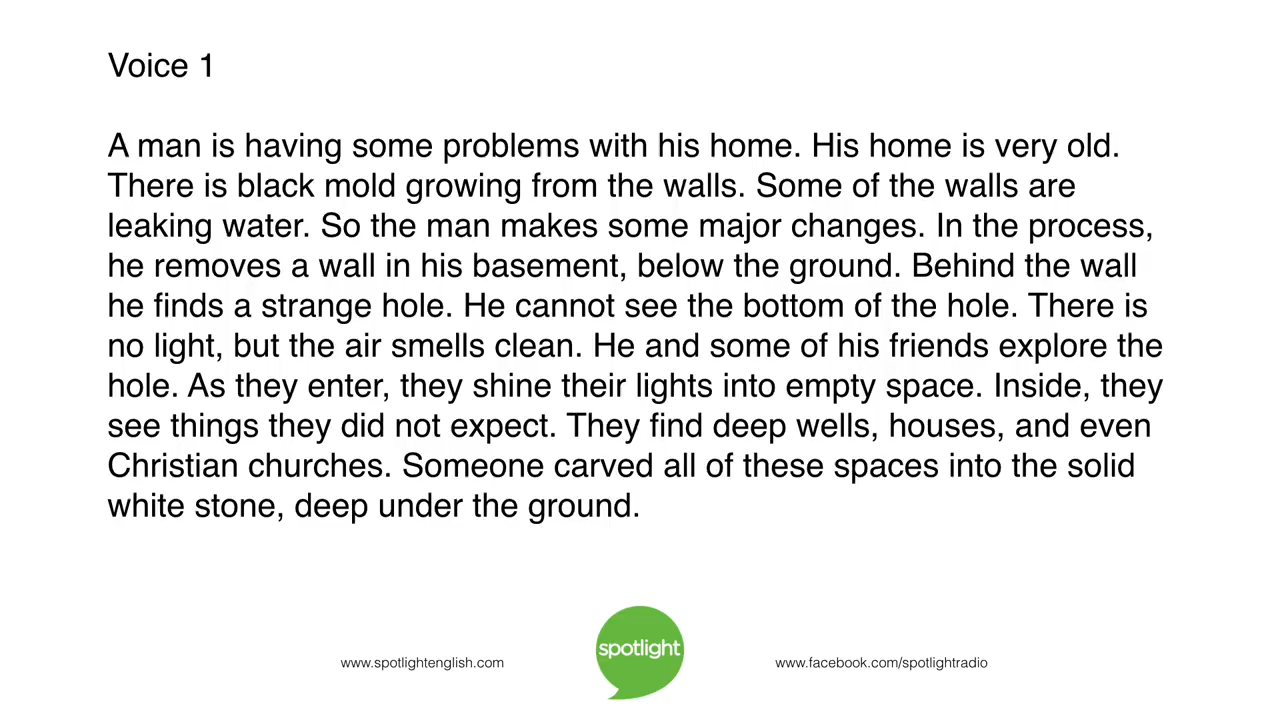 Voice 1
A man is having some problems with his home. His home is very old.
There is black mold growing from the walls. Some of the walls are
leaking water. So the man makes some major changes. In the process,
he removes a wall in his basement, below the ground. Behind the wall
he finds a strange hole. He cannot see the bottom of the hole. There is
no light, but the air smells clean. He and some of his friends explore the
hole. As they enter, they shine their lights into empty space. Inside, they
see things they did not expect. They find deep wells, houses, and even
Christian churches. Someone carved all of these spaces into the solid
white stone, deep under the ground.
www.spotlightenglish.com
spotlight
www.facebook.com/spotlightradio